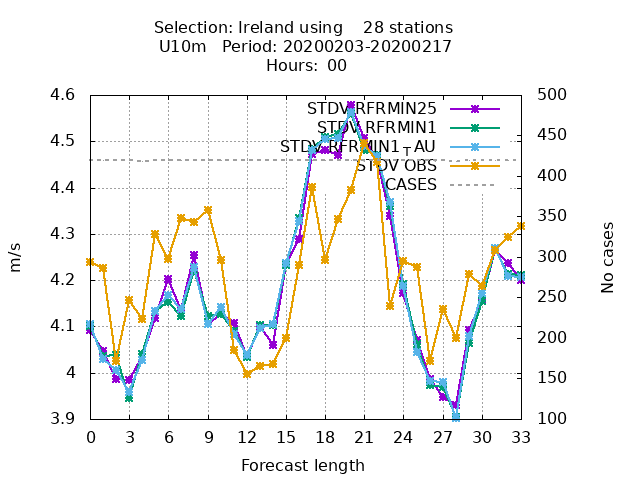 Selection: Ireland using    28 stations
U10m   Period: 20200203-20200217
Hours:  00
STDV RFRMIN25
STDV RFRMIN1
STDV RFRMIN1┬AU
STDV OBS
CASES
4.6
4.5
4.4
4.3
4.2
4.1
4
3.9
m/s
500
450
400
350
300
250
200
150
100
No cases
0 3 6 9 12 15 18 21 24 27 30 33
Forecast length